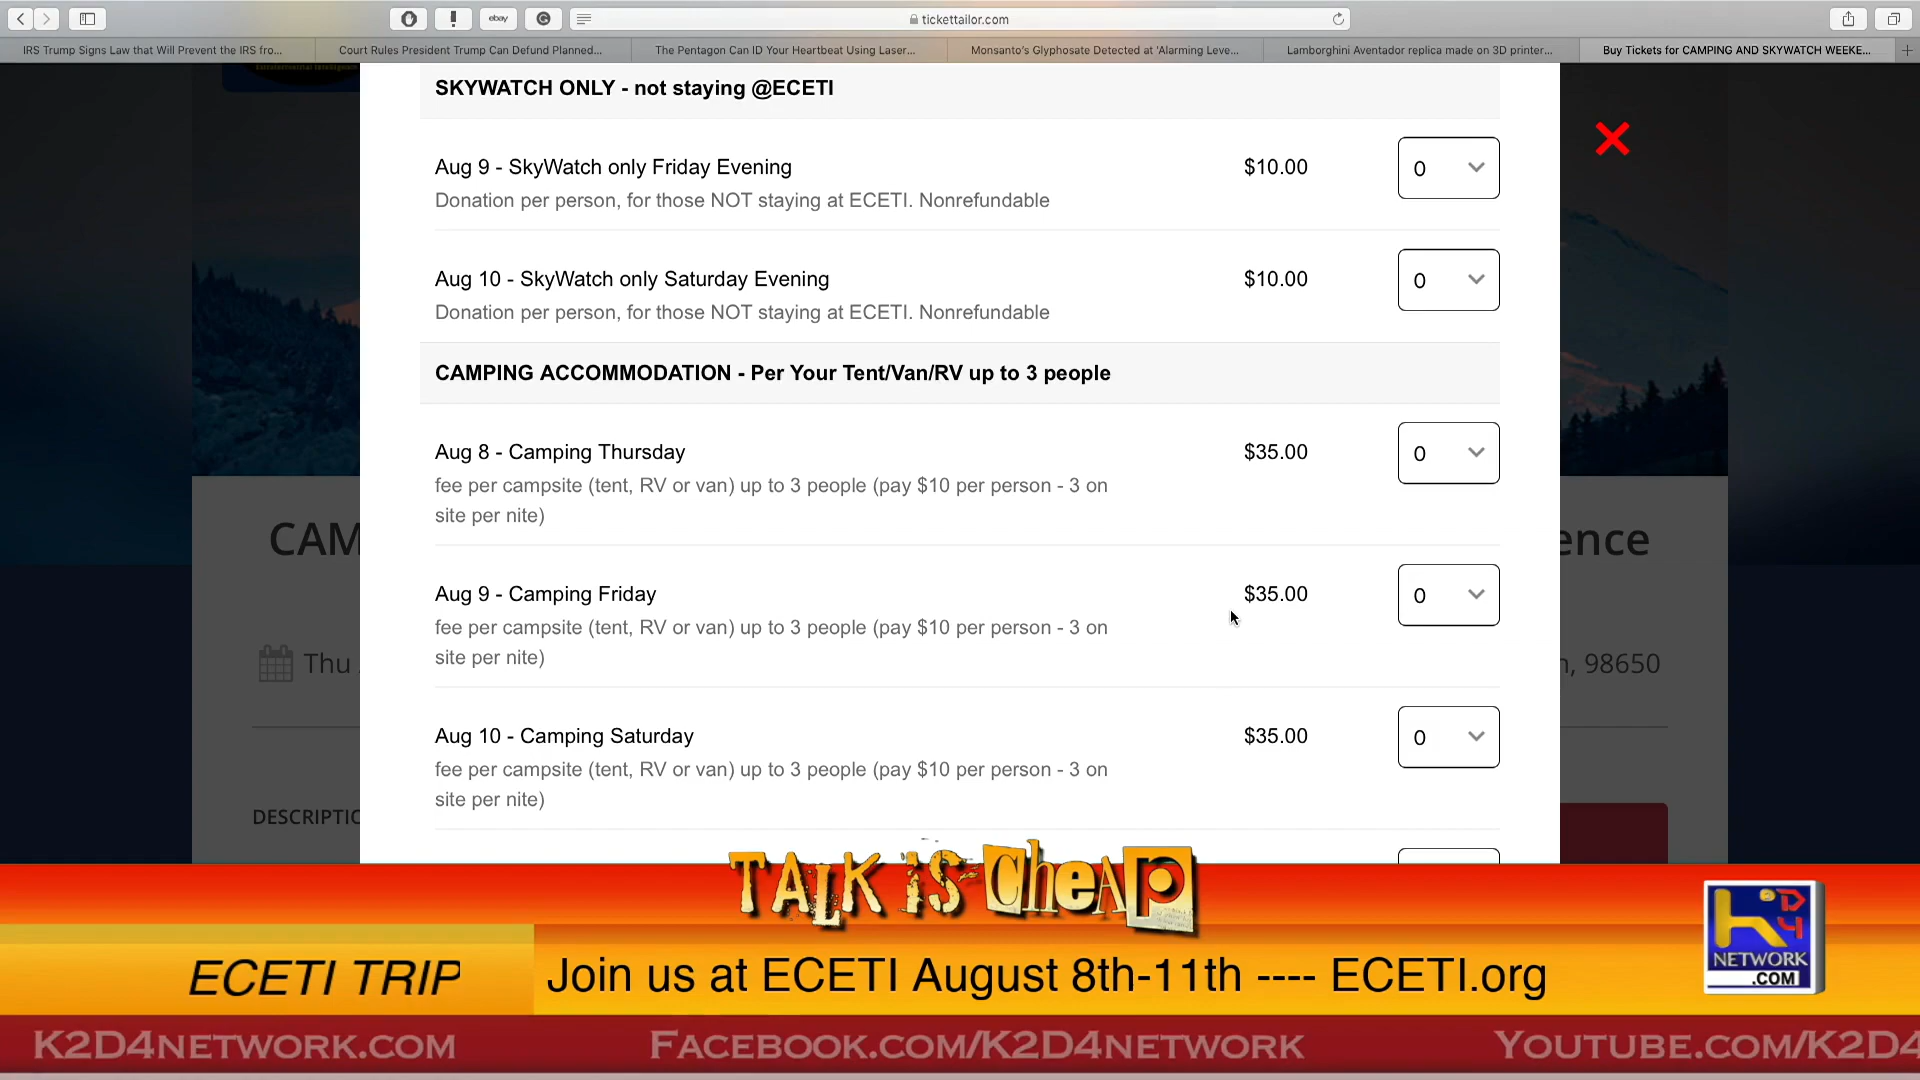 ebay
tickettailor.com
IRS Trump Signs Law that Will Prevent the IRS fro...
Court Rules President Trump Can Defund Planned...
The Pentagon Can ID Your Heartbeat Using Laser...
Monsanto's Glyphosate Detected at 'Alarming Leve...
Lamborghini Aventador replica made on 3D printer...
Buy Tickets for CAMPING AND SKYWATCH WEEKE...
SKYWATCH ONLY - not staying @ECETI
Aug 9 - SkyWatch only Friday Evening $10.00 0
Donation per person, for those NOT staying at ECETI. Nonrefundable
Aug 10 - SkyWatch only Saturday Evening $10.00 0
Donation per person, for those NOT staying at ECETI. Nonrefundable
CAMPING ACCOMMODATION - Per Your Tent/Van/RV up to 3 people
Aug 8 - Camping Thursday $35.00 0
fee per campsite (tent, RV or van) up to 3 people (pay $10 per person - 3 on
site per nite)
CAM ence
Aug 9 - Camping Friday $35.00 0
fee per campsite (tent, RV or van) up to 3 people (pay $10 per person - 3 on
site per nite)
Thu , 98650
Aug 10 - Camping Saturday $35.00 0
fee per campsite (tent, RV or van) up to 3 people (pay $10 per person - 3 on
site per nite)
DESCRIPTIO
TALK iS CheAP
K2D4 NETWORK .COM
ECETI TRIP
Join us at ECETI August 8th-11th ---- ECETI.org
K2D4NETWORK.COM
FACEBOOK.COM/K2D4NETWORK
YOUTUBE.COM/K2D4